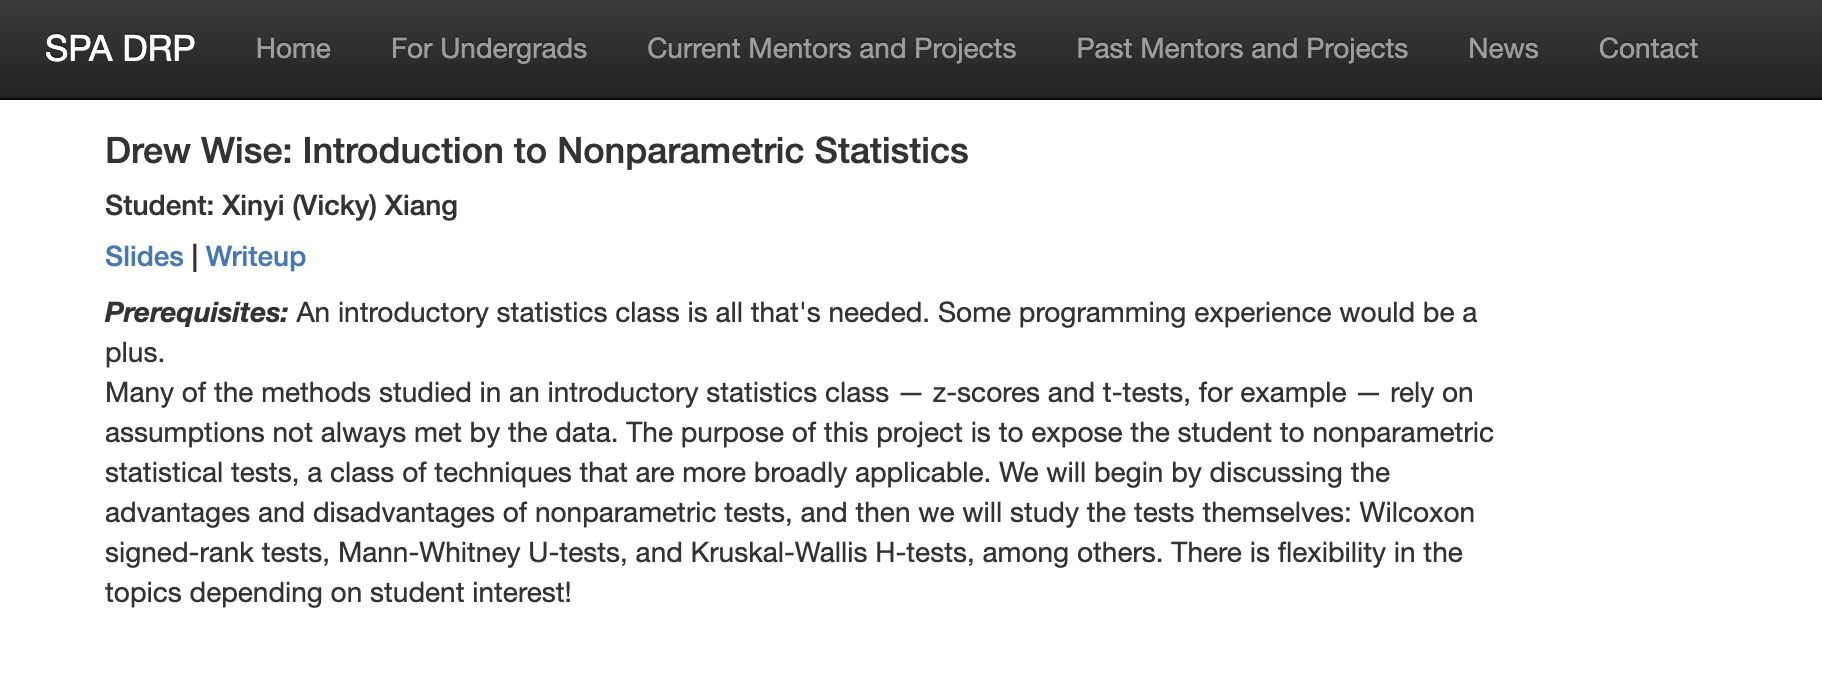 SPA DRP Home For Undergrads Current Mentors and Projects Past Mentors and Projects News Contact
Drew Wise: Introduction to Nonparametric Statistics
Student: Xinyi (Vicky) Xiang
Slides | Writeup
Prerequisites: An introductory statistics class is all that's needed. Some programming experience would be a
plus.
Many of the methods studied in an introductory statistics class — z-scores and t-tests, for example — rely on
assumptions not always met by the data. The purpose of this project is to expose the student to nonparametric
statistical tests, a class of techniques that are more broadly applicable. We will begin by discussing the
advantages and disadvantages of nonparametric tests, and then we will study the tests themselves: Wilcoxon
signed-rank tests, Mann-Whitney U-tests, and Kruskal-Wallis H-tests, among others. There is flexibility in the
topics depending on student interest!